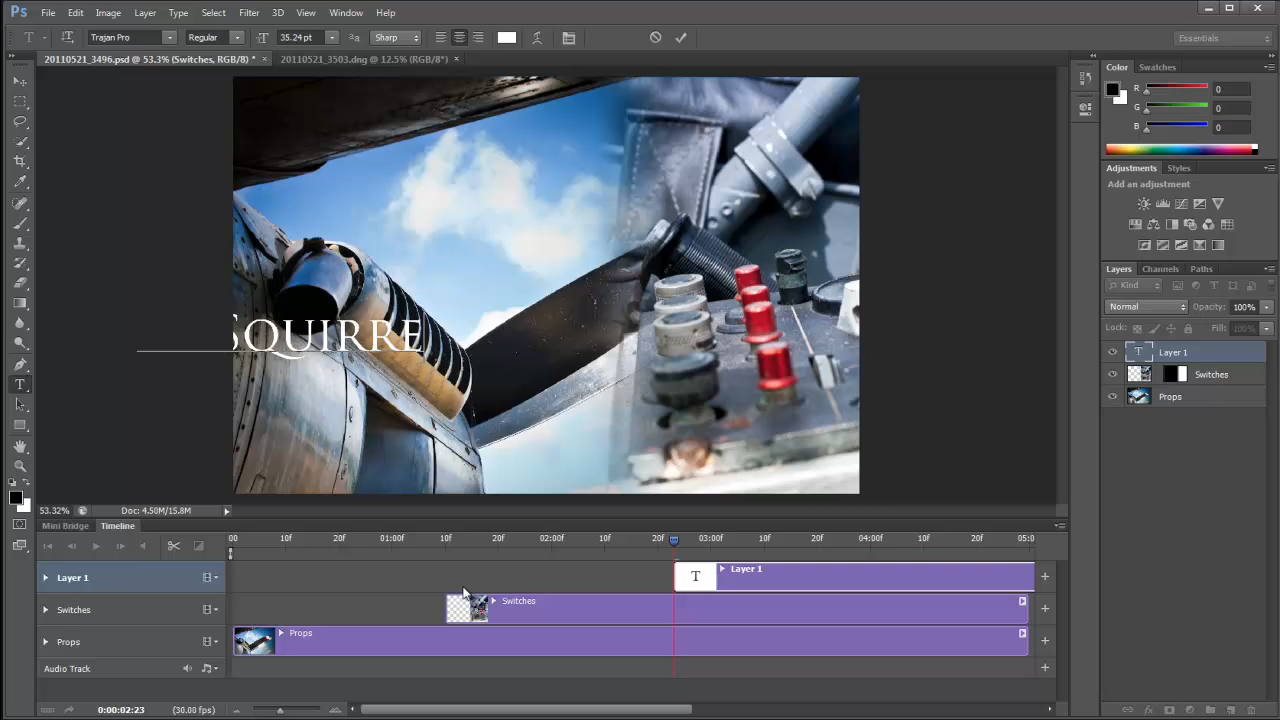 Ps File Edit Image Layer Type Select Filter 3D View Window Help
T Trajan Pro Regular 35.24 pt aa Sharp Essentials
20110521_3496.psd @ 53.3% (Switches, RGB/8) * × 20110521_3503.dng @ 12.5% (RGB/8*) ×
Color Swatches
R 0
G 0
B 0
Adjustments Styles
Add an adjustment
Layers Channels Paths
Kind
Normal Opacity: 100%
Lock: Fill: 100%
T Layer 1
Switches
Props
SQUIRRE
53.32% Doc: 4.50M/15.8M
Mini Bridge Timeline
00 10f 20f 01:00f 10f 20f 02:00f 10f 20f 03:00f 10f 20f 04:00f 10f 20f 05:0
Layer 1 T Layer 1
Switches Switches
Props Props
Audio Track
0:00:02:23 (30.00 fps)